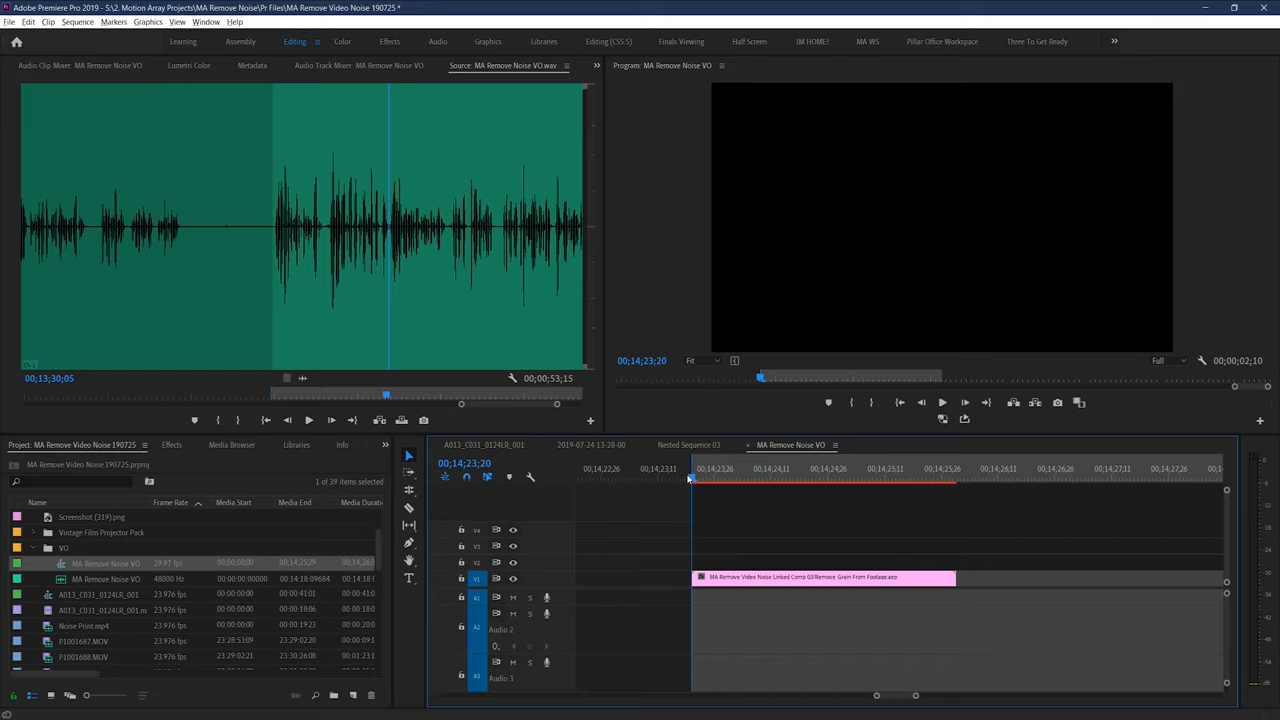 Adobe Premiere Pro 2019 - S:\2. Motion Array Projects\MA Remove Noise\Pr Files\MA Remove Video Noise 190725 *
File Edit Clip Sequence Markers Graphics View Window Help
Learning Assembly Editing Color Effects Audio Graphics Libraries Editing (CS5.5) Finals Viewing Half Screen IM HOME! MA WS Pillar Office Workspace Three To Get Ready
Audio Clip Mixer: MA Remove Noise VO Lumetri Color Metadata Audio Track Mixer: MA Remove Noise VO Source: MA Remove Noise VO.wav
Program: MA Remove Noise VO
00;13;30;05 00;00;53;15
00;14;23;20 Fit Full 00;00;02;10
Project: MA Remove Video Noise 190725 Effects Media Browser Libraries Info
MA Remove Video Noise 190725.prproj
1 of 39 items selected
Name Frame Rate Media Start Media End Media Duratio
Screenshot (319).png
Vintage Film Projector Pack
VO
MA Remove Noise VO 29.97 fps 00;00;00;00 00;14;25;29 00;14;26;0
MA Remove Noise VO. 48000 Hz 00:00:00:00000 00:14:18:09684 00:14:18:0
A013_C031_0124LR_001 23.976 fps 00:00:00:00 00:00:41:01 00:00:41:0
A013_C031_0124LR_001.m 23.976 fps 00:00:00:00 00:00:18:06 00:00:18:0
Noise Print.mp4 23.976 fps 00:00:00:00 00:00:19:23 00:00:20:0
P1001687.MOV 23.976 fps 23:28:53:09 23:29:02:20 00:00:09:1
P1001688.MOV 23.976 fps 23:29:02:21 23:30:26:08 00:01:23:1
A013_C031_0124LR_001 2019-07-24 13-28-00 Nested Sequence 03 × MA Remove Noise VO
00;14;23;20
00;14;22;26 00;14;23;11 00;14;23;26 00;14;24;11 00;14;24;26 00;14;25;11 00;14;25;26 00;14;26;11 00;14;26;26 00;14;27;11 00;14;27;26
V4
V3
V2
V1 MA Remove Video Noise Linked Comp 03/Remove Grain From Footage.aep
A1 M S
A2 M S
Audio 2
A3 M S
Audio 3
0